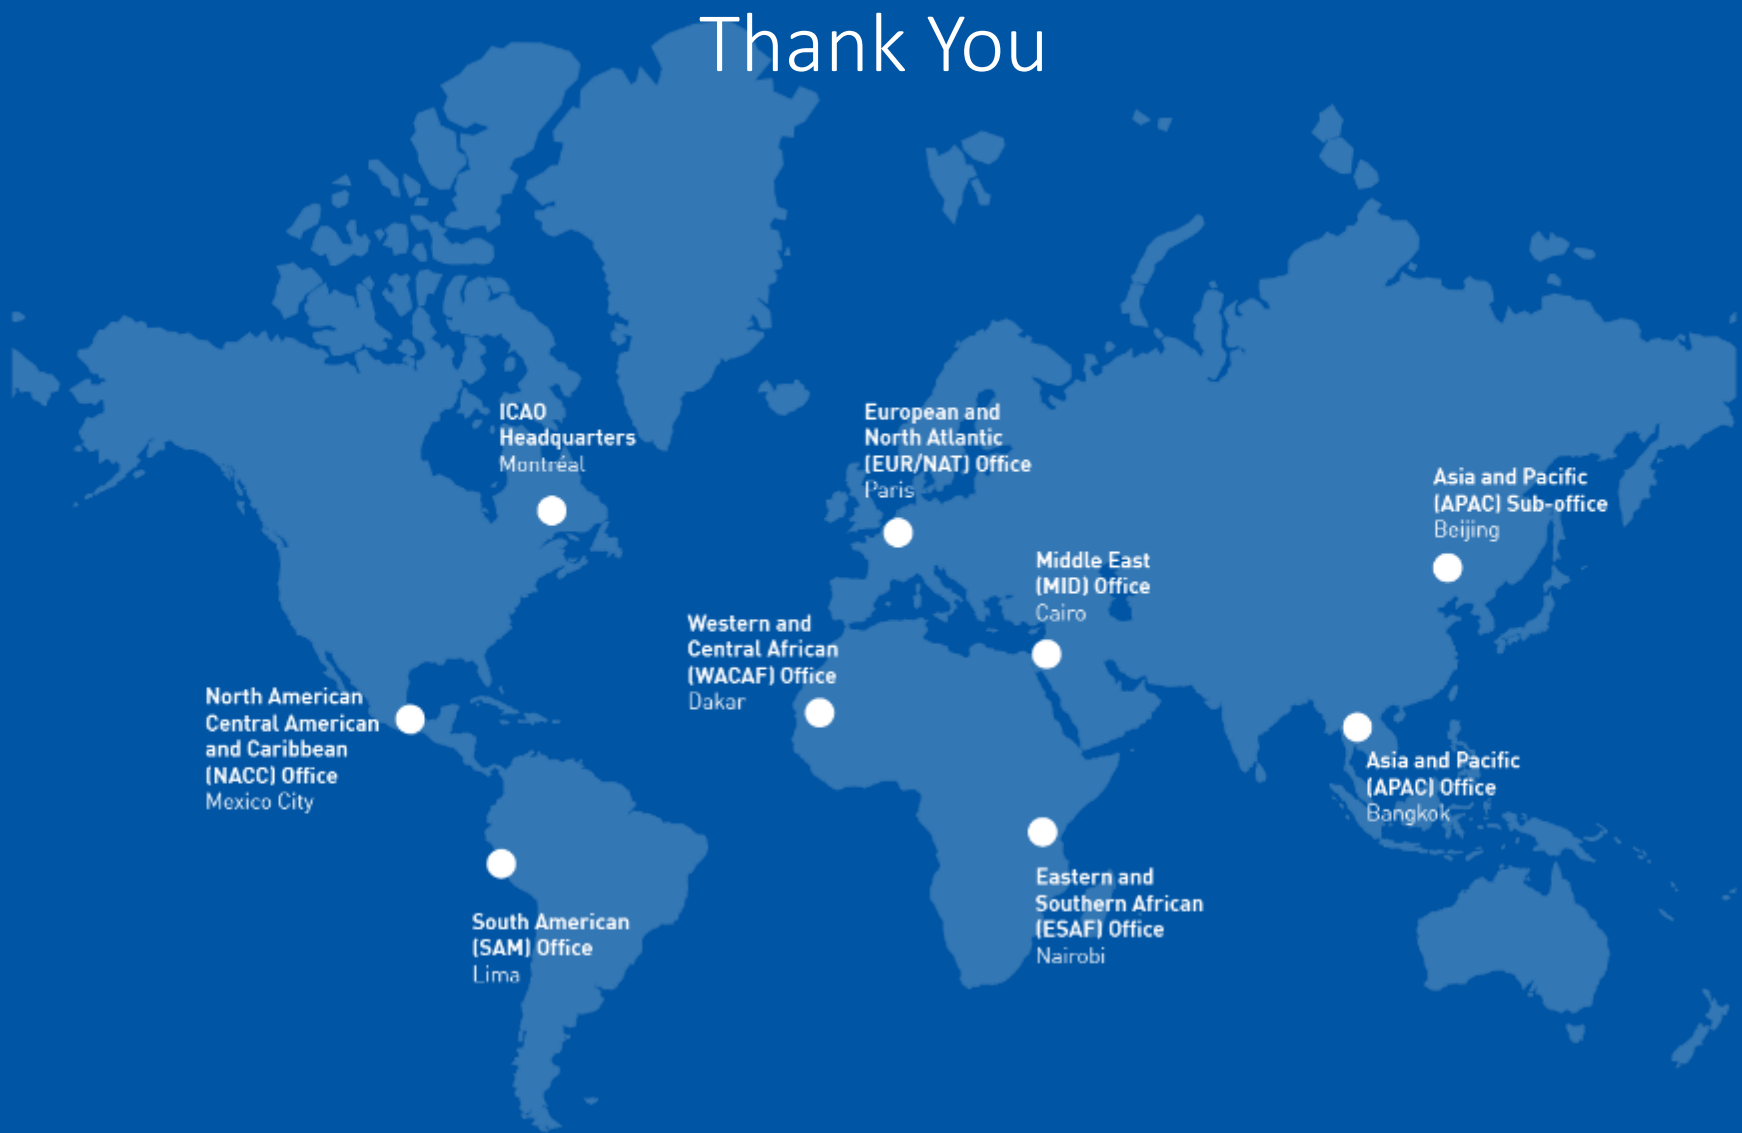 Thank You
ICAO
Headquarters
Montréal
European and
North Atlantic
(EUR/NAT) Office
Paris
Asia and Pacific
(APAC) Sub-office
Beijing
Middle East
(MID) Office
Cairo
Western and
Central African
(WACAF) Office
Dakar
North American
Central American
and Caribbean
(NACC) Office
Mexico City
Asia and Pacific
(APAC) Office
Bangkok
Eastern and
Southern African
(ESAF) Office
Nairobi
South American
(SAM) Office
Lima